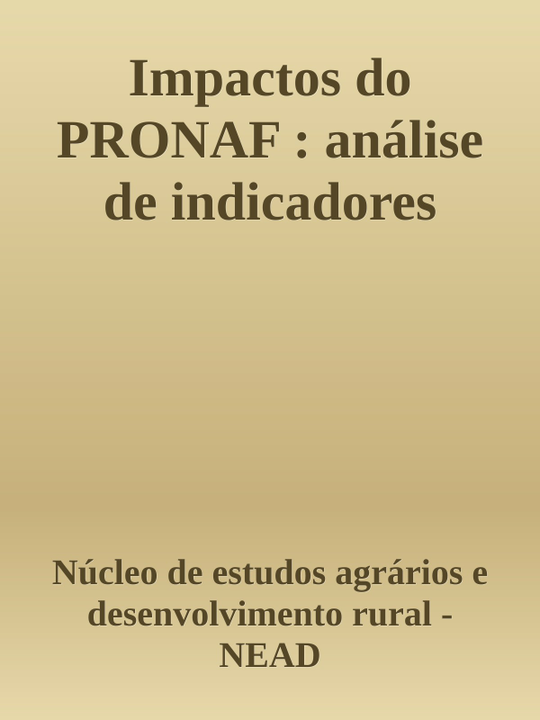 Impactos do
PRONAF : análise
de indicadores
Núcleo de estudos agrários e
desenvolvimento rural -
NEAD